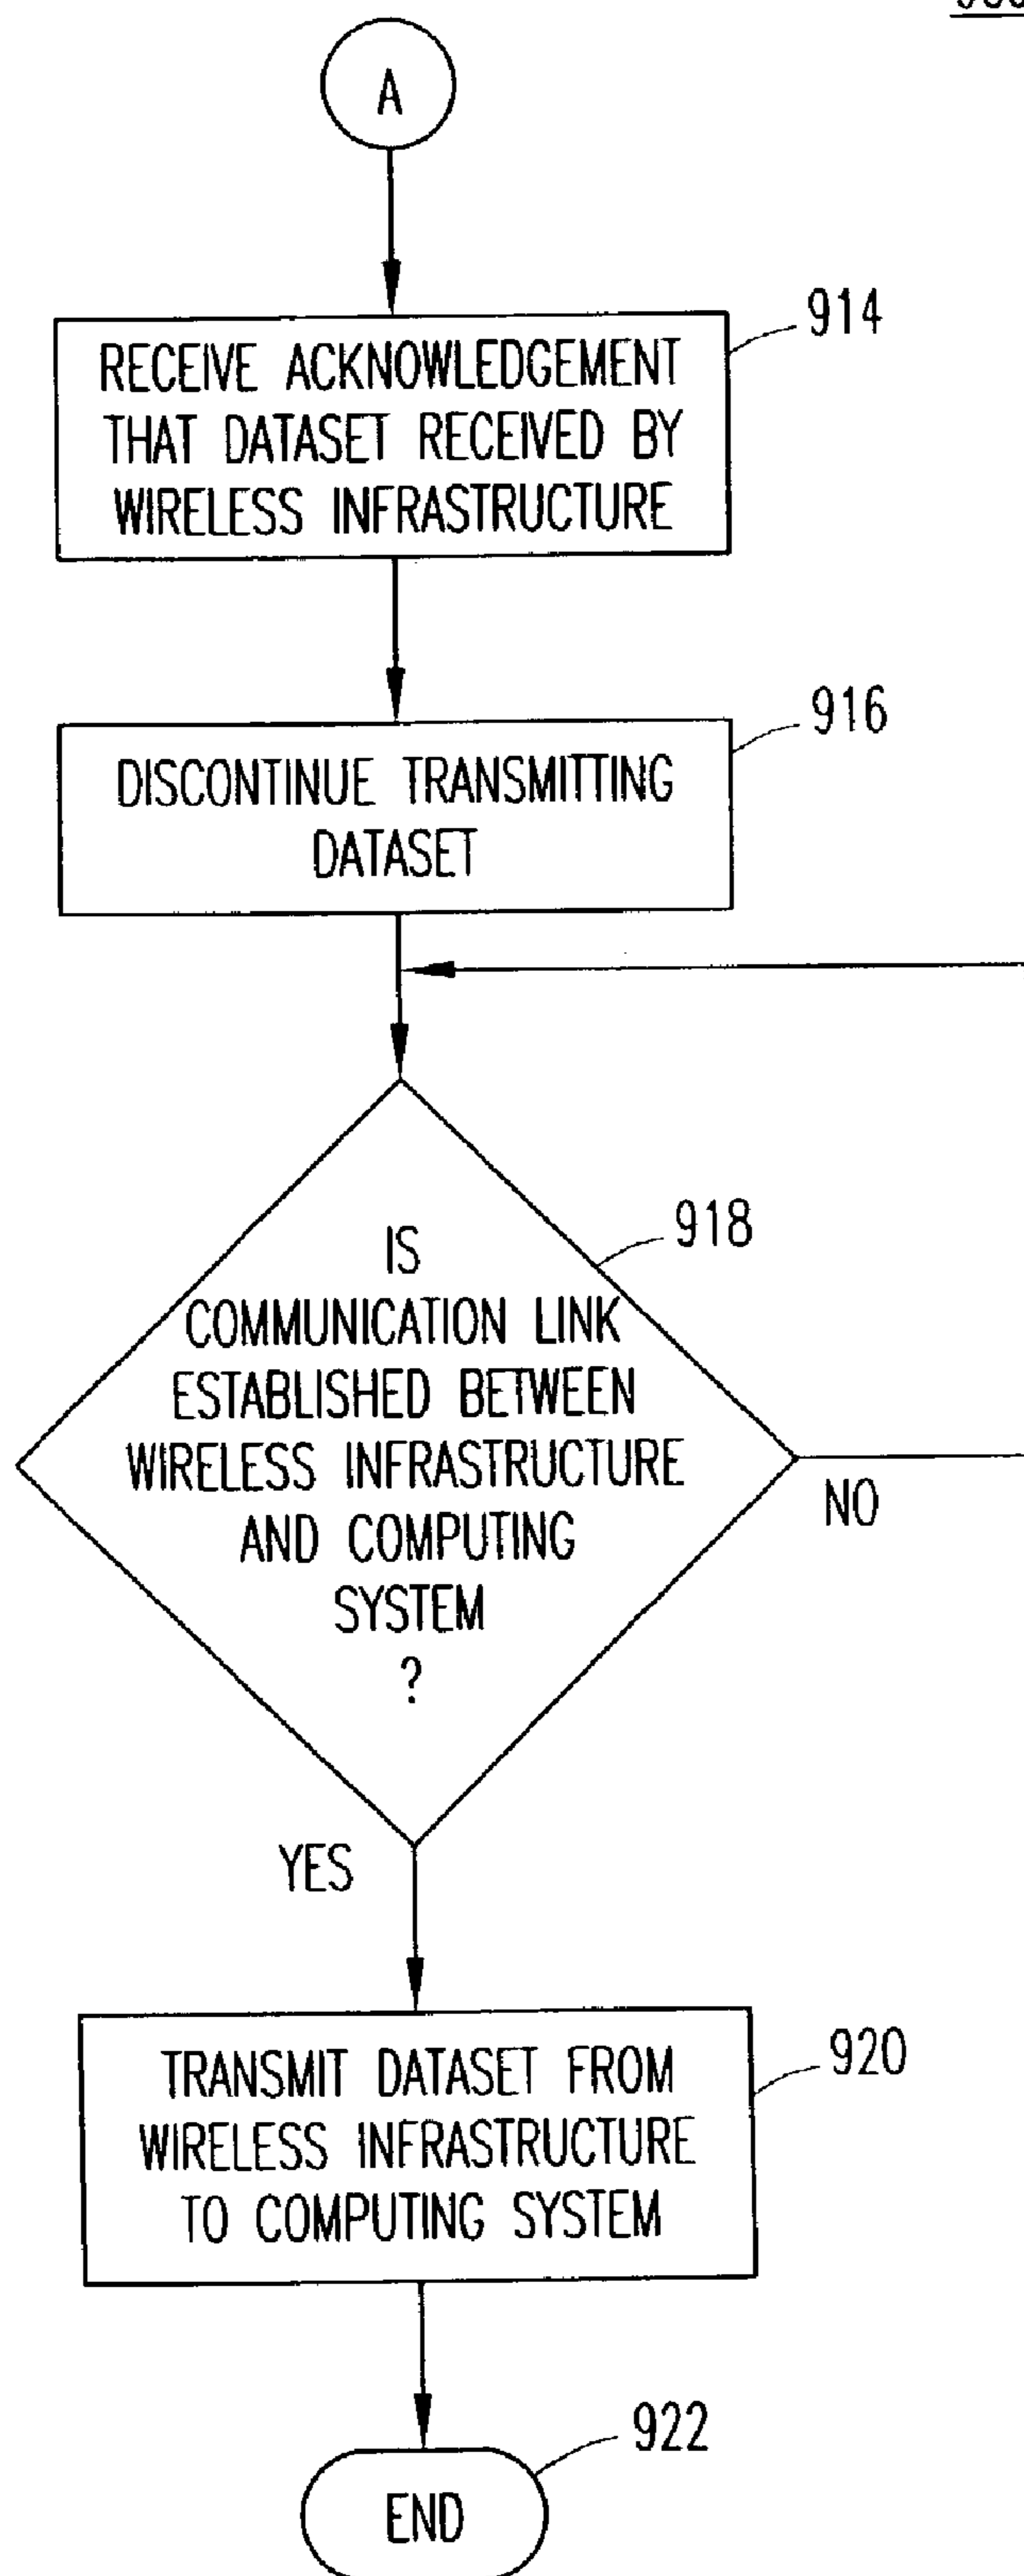 A
914
RECEIVE ACKNOWLEDGEMENT
THAT DATASET RECEIVED BY
WIRELESS INFRASTRUCTURE
916
DISCONTINUE TRANSMITTING
DATASET
918
IS
COMMUNICATION LINK
ESTABLISHED BETWEEN
WIRELESS INFRASTRUCTURE
AND COMPUTING
SYSTEM
?
NO
YES
920
TRANSMIT DATASET FROM
WIRELESS INFRASTRUCTURE
TO COMPUTING SYSTEM
922
END